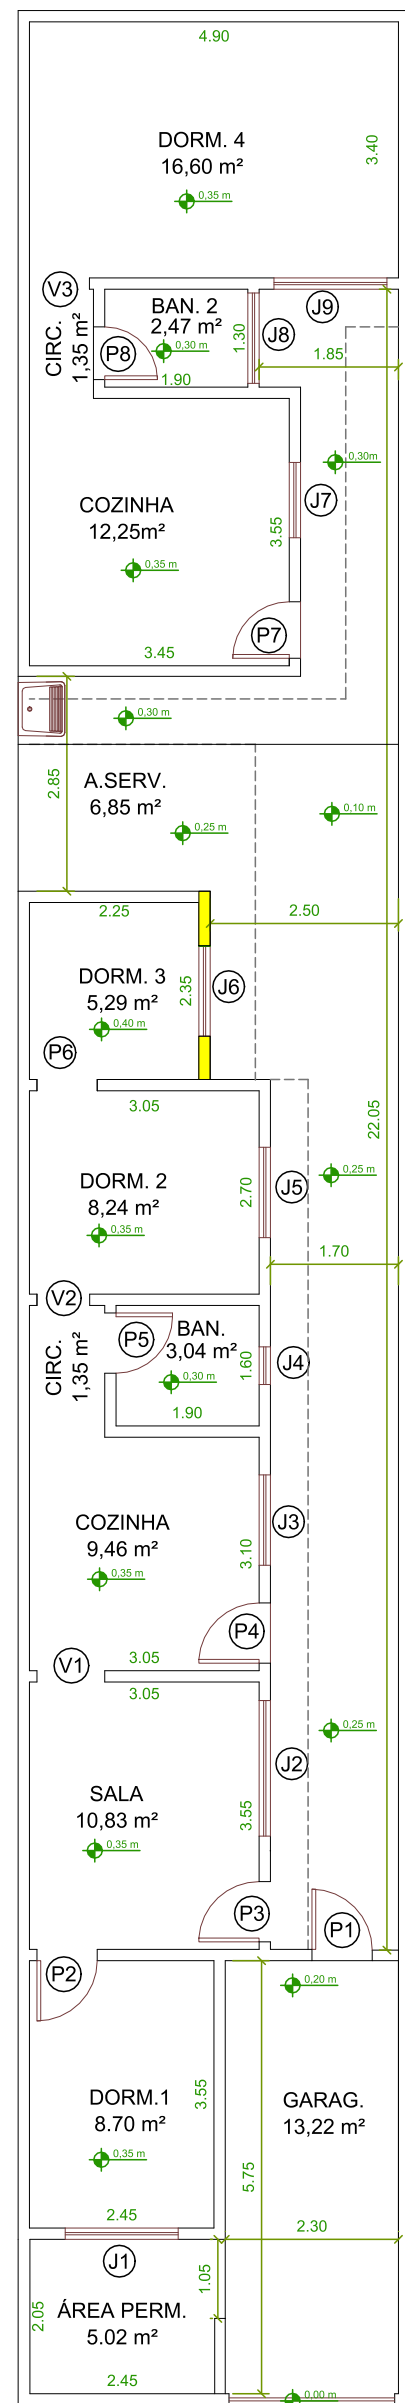 4.90
DORM. 4
16,60 m²
3.40
0,35 m
V3
CIRC.
1,35 m²
P8
BAN. 2
2,47 m²
0,30 m
1.90
1.30
J8
J9
1.85
0,30m
COZINHA
12,25m²
0,35 m
3.55
J7
P7
3.45
0,30 m
2.85
A.SERV.
6,85 m²
0,25 m
0,10 m
2.25
2.50
DORM. 3
5,29 m²
0,40 m
2.35
J6
P6
3.05
22.05
DORM. 2
8,24 m²
0,35 m
2.70
J5
0,25 m
1.70
V2
CIRC.
1,35 m²
P5
BAN.
3,04 m²
0,30 m
1.60
J4
1.90
COZINHA
9,46 m²
0,35 m
3.10
J3
P4
3.05
V1
3.05
0,25 m
SALA
10,83 m²
0,35 m
3.55
J2
P3
P1
P2
0,20 m
DORM.1
8.70 m²
0,35 m
3.55
GARAG.
13,22 m²
5.75
2.45
2.30
J1
1.05
2.05
ÁREA PERM.
5.02 m²
2.45
0,00 m